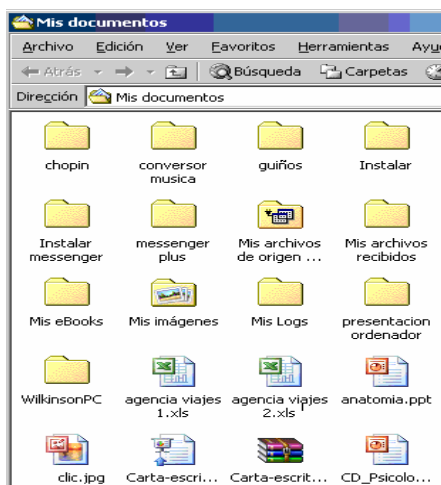 Mis documentos
Archivo Edición Ver Favoritos Herramientas
Atrás Búsqueda Carpetas
Dirección Mis documentos
chopin
conversor musica
guiños
Instalar
Instalar messenger
messenger plus
Mis archivos de origen ...
Mis archivos recibidos
Mis eBooks
Mis imágenes
Mis Logs
presentacion ordenador
WilkinsonPC
agencia viajes 1.xls
agencia viajes 2.xls
anatomia.ppt
clic.jpg
Carta-escri...
Carta-escrit...
CD_Psicolo...